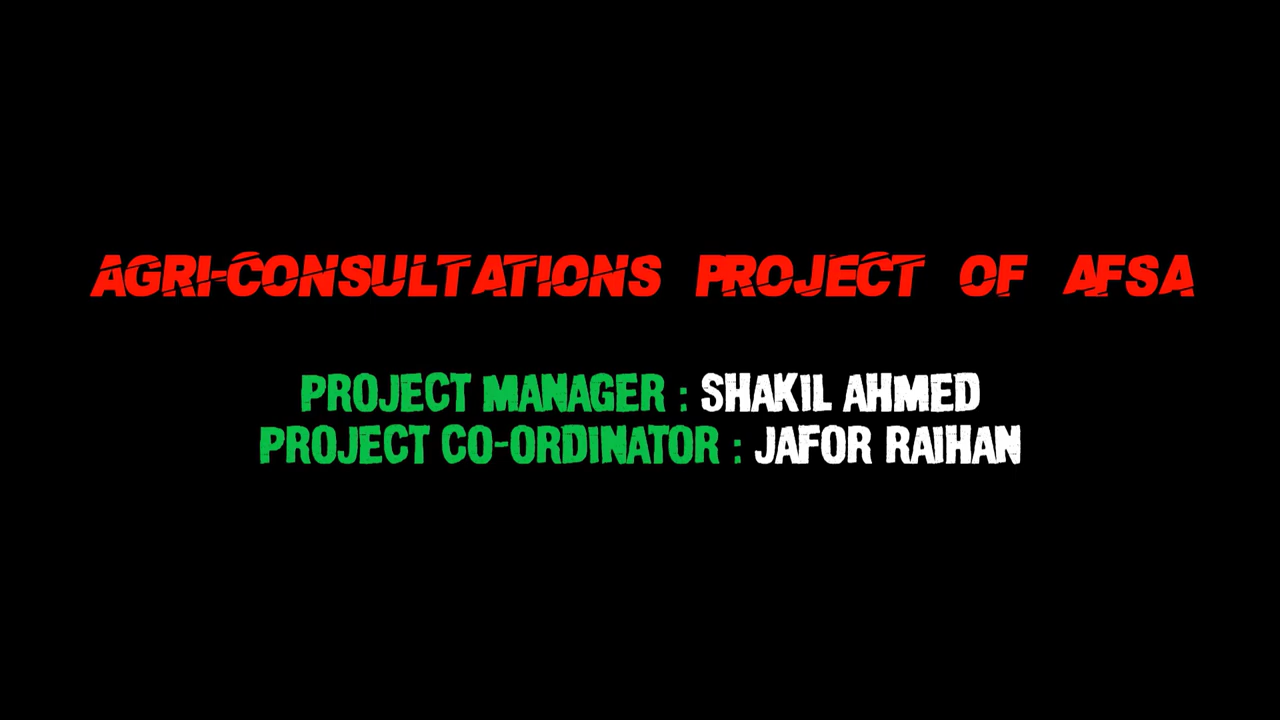 AGRI-CONSULTATIONS PROJECT OF AFSA
PROJECT MANAGER : SHAKIL AHMED
PROJECT CO-ORDINATOR : JAFOR RAIHAN